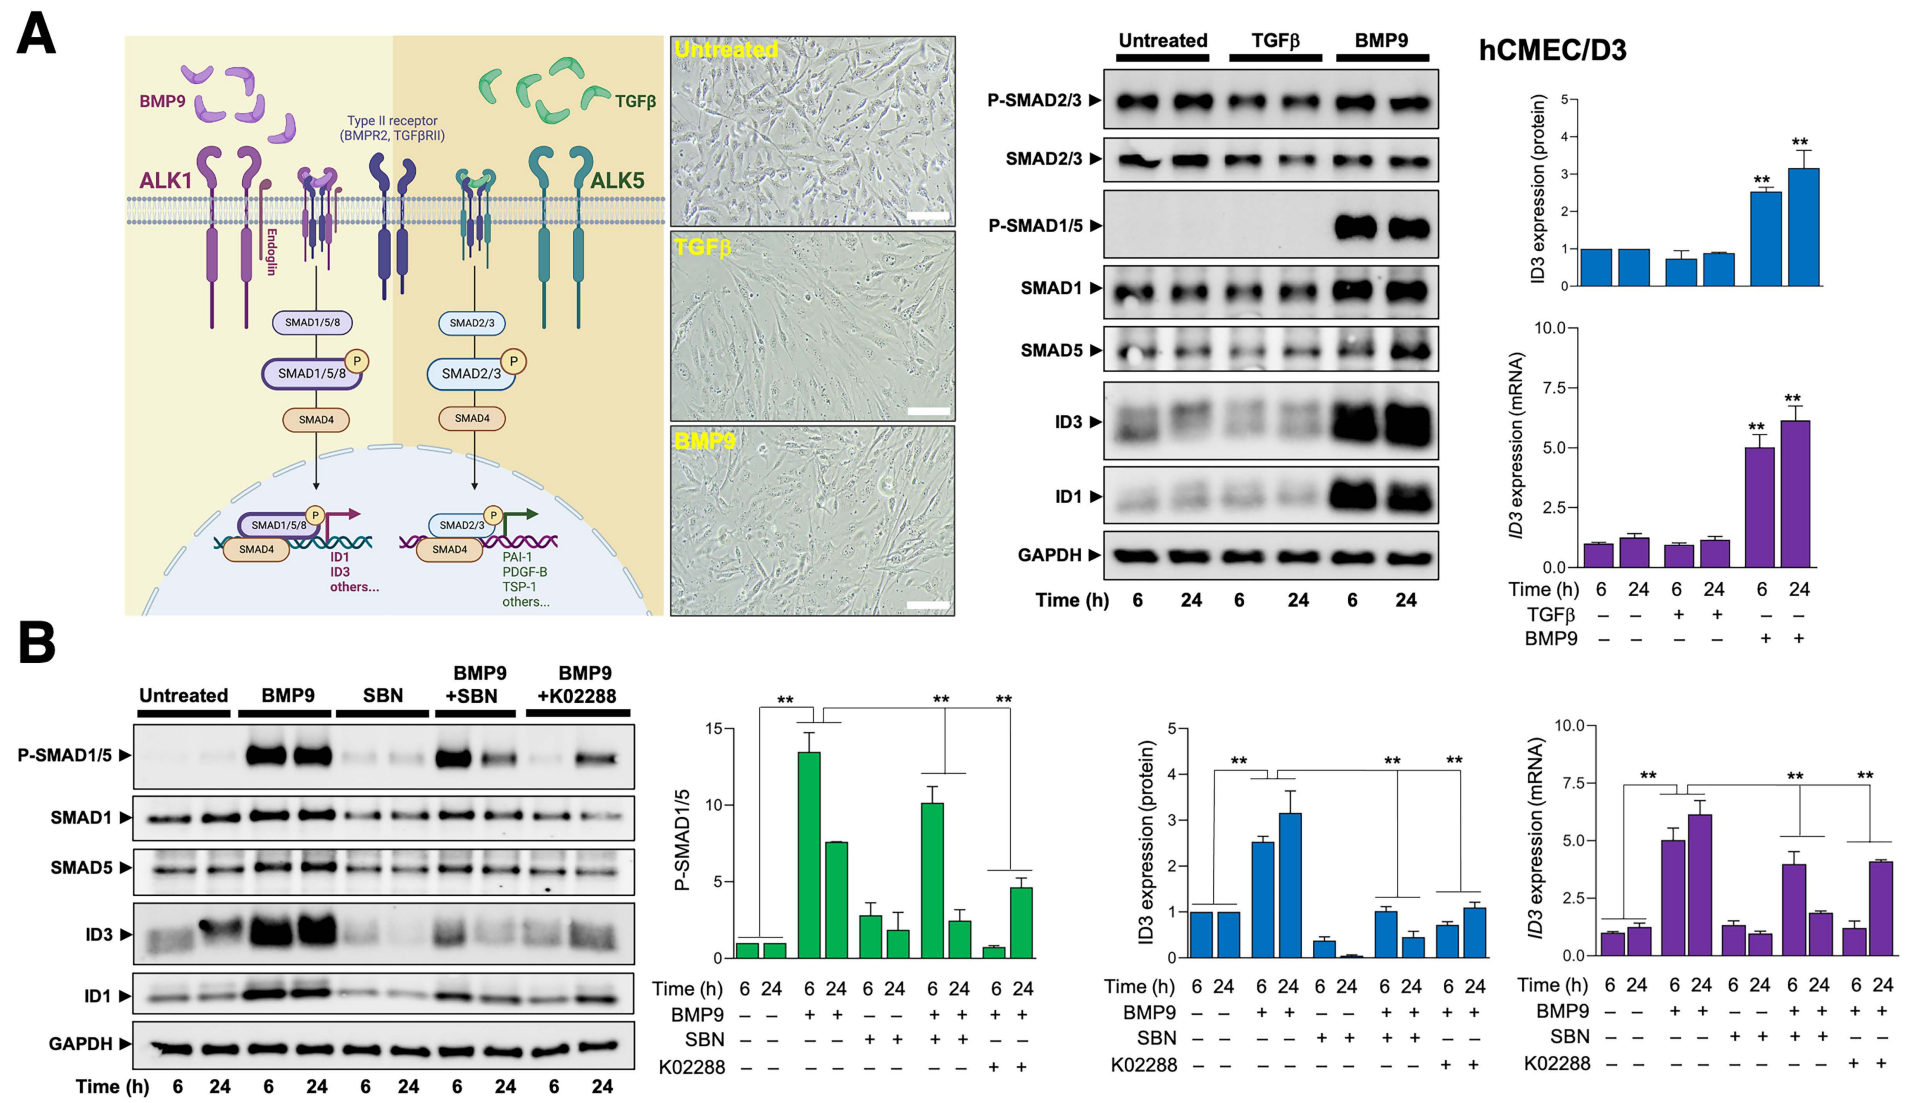 A
BMP9
TGFβ
Type II receptor
(BMPR2, TGFβRII)
ALK1
ALK5
Endoglin
SMAD1/5/8
SMAD2/3
SMAD1/5/8
P
SMAD2/3
P
SMAD4
SMAD4
SMAD1/5/8
P
SMAD4
SMAD2/3
P
SMAD4
ID1
ID3
others...
PAI-1
PDGF-B
TSP-1
others...
Untreated
TGFβ
BMP9
Untreated TGFβ BMP9
P-SMAD2/3
SMAD2/3
P-SMAD1/5
SMAD1
SMAD5
ID3
ID1
GAPDH
Time (h) 6 24 6 24 6 24
hCMEC/D3
ID3 expression (protein)
5
4
3
2
1
0
** **
ID3 expression (mRNA)
10.0
7.5
5.0
2.5
0.0
** **
Time (h) 6 24 6 24 6 24
TGFβ – – + + – –
BMP9 – – – – + +
B
Untreated BMP9 SBN BMP9 +SBN BMP9 +K02288
P-SMAD1/5
SMAD1
SMAD5
ID3
ID1
GAPDH
Time (h) 6 24 6 24 6 24 6 24 6 24
P-SMAD1/5
15
10
5
0
** ** **
Time (h) 6 24 6 24 6 24 6 24 6 24
BMP9 – – + + – – + + + +
SBN – – – – + + + + – –
K02288 – – – – – – – – + +
ID3 expression (protein)
5
4
3
2
1
0
** ** **
Time (h) 6 24 6 24 6 24 6 24 6 24
BMP9 – – + + – – + + + +
SBN – – – – + + + + – –
K02288 – – – – – – – – + +
ID3 expression (mRNA)
10.0
7.5
5.0
2.5
0.0
** ** **
Time (h) 6 24 6 24 6 24 6 24 6 24
BMP9 – – + + – – + + + +
SBN – – – – + + + + – –
K02288 – – – – – – – – + +